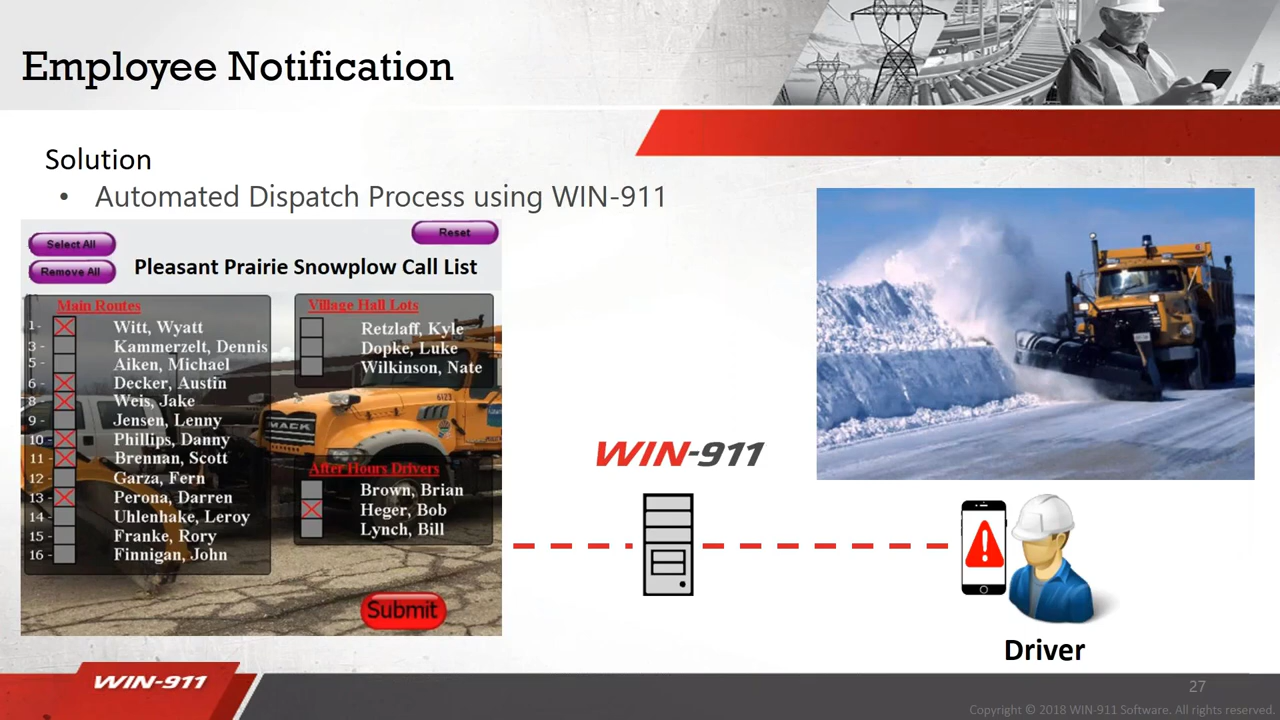 Employee Notification
Solution
• Automated Dispatch Process using WIN-911
Select All
Reset
Remove All
Pleasant Prairie Snowplow Call List
Main Routes
1- Witt, Wyatt
3 - Kammerzelt, Dennis
5 - Aiken, Michael
6 - Decker, Austin
8 - Weis, Jake
9 - Jensen, Lenny
10 - Phillips, Danny
11 - Brennan, Scott
12 - Garza, Fern
13 - Perona, Darren
14 - Uhlenhake, Leroy
15 - Franke, Rory
16 - Finnigan, John
Village Hall Lots
Retzlaff, Kyle
Dopke, Luke
Wilkinson, Nate
6123
MACK
After Hours Drivers
Brown, Brian
Heger, Bob
Lynch, Bill
Submit
WIN-911
Driver
WIN-911
27
Copyright © 2018 WIN-911 Software. All rights reserved.